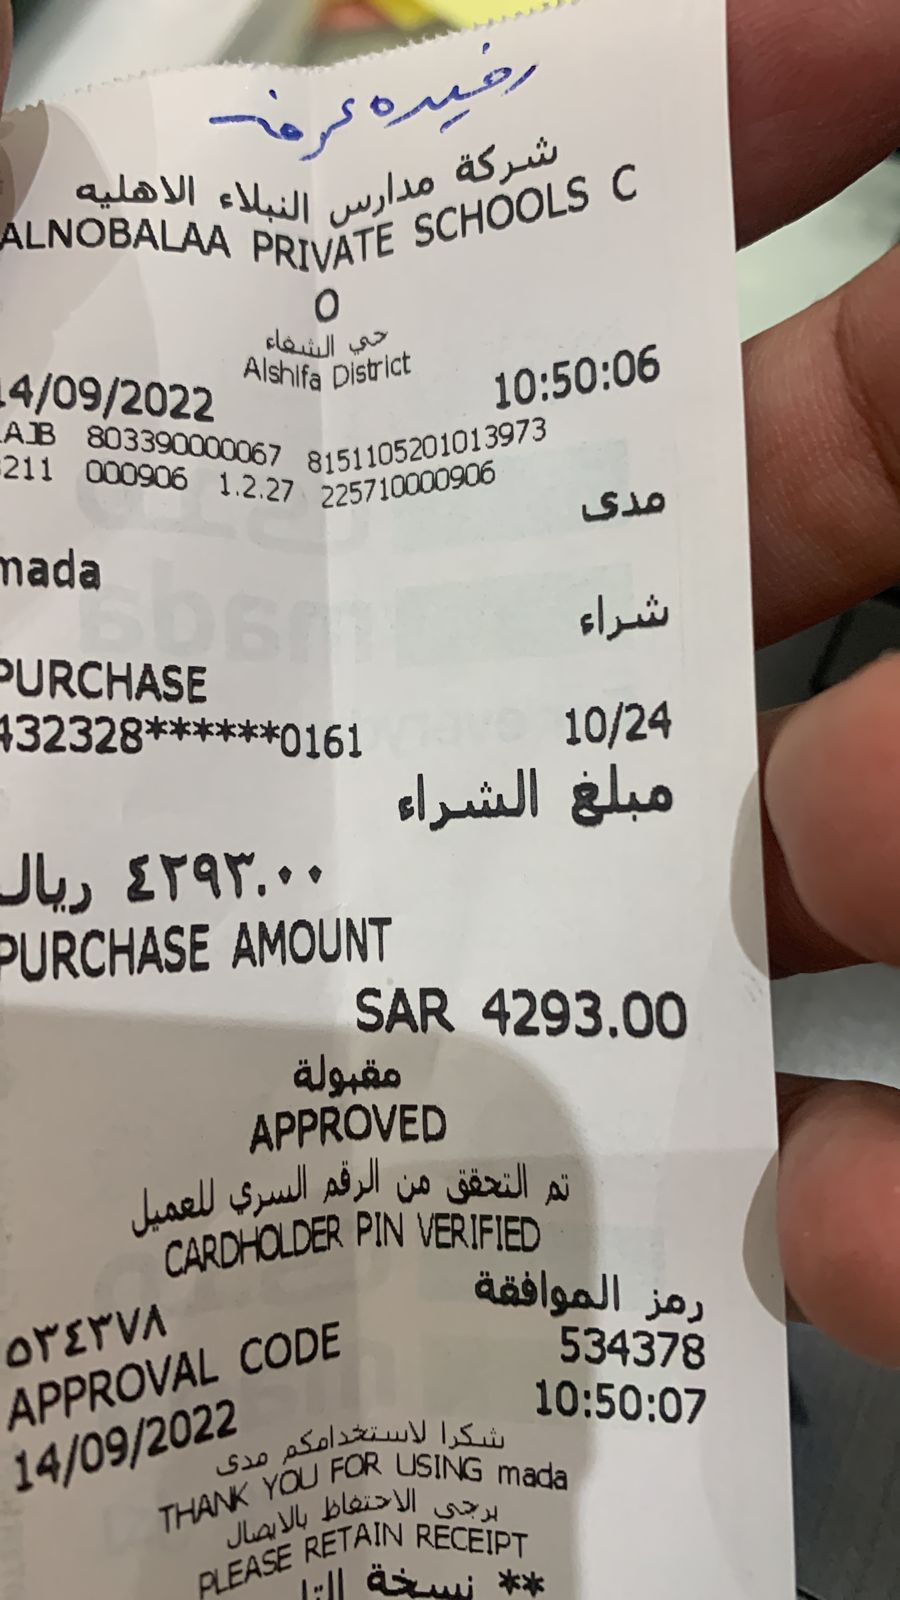 رفيده عرفه
شركة مدارس النبلاء الاهليه
ALNOBALAA PRIVATE SCHOOLS C
O
حي الشفاء
Alshifa District
14/09/2022 10:50:06
AJB 803390000067 8151105201013973
211 000906 1.2.27 225710000906
مدى
mada
شراء
PURCHASE
432328******0161 10/24
مبلغ الشراء
٤٢٩٣.٠٠ ريال
PURCHASE AMOUNT
SAR 4293.00
مقبولة
APPROVED
تم التحقق من الرقم السري للعميل
CARDHOLDER PIN VERIFIED
رمز الموافقة
٥٣٤٣٧٨
534378
APPROVAL CODE
14/09/2022 10:50:07
شكرا لاستخدامكم مدى
THANK YOU FOR USING mada
يرجى الاحتفاظ بالايصال
PLEASE RETAIN RECEIPT
** نسخة